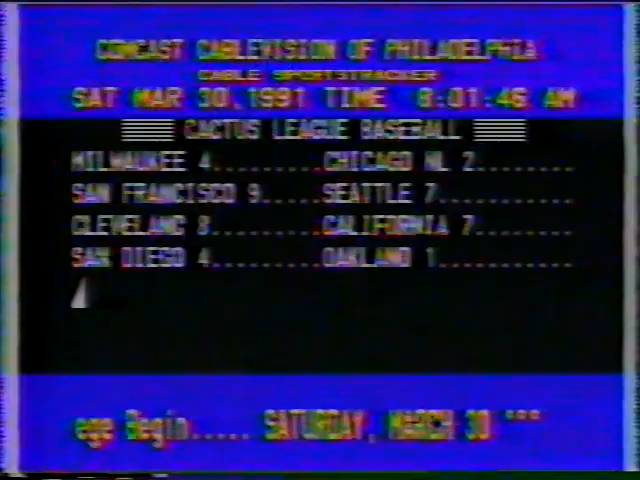 COMCAST CABLEVISION OF PHILADELPHIA
CABLE SPORTSTRACKER
SAT MAR 30,1991 TIME 8:01:46 AM
CACTUS LEAGUE BASEBALL
MILWAUKEE 4.........CHICAGO NL 2........
SAN FRANCISCO 9.....SEATTLE 7...........
CLEVELAND 8.........CALIFORNIA 7........
SAN DIEGO 4.........OAKLAND 1...........
ege Begin..... SATURDAY, MARCH 30 ***